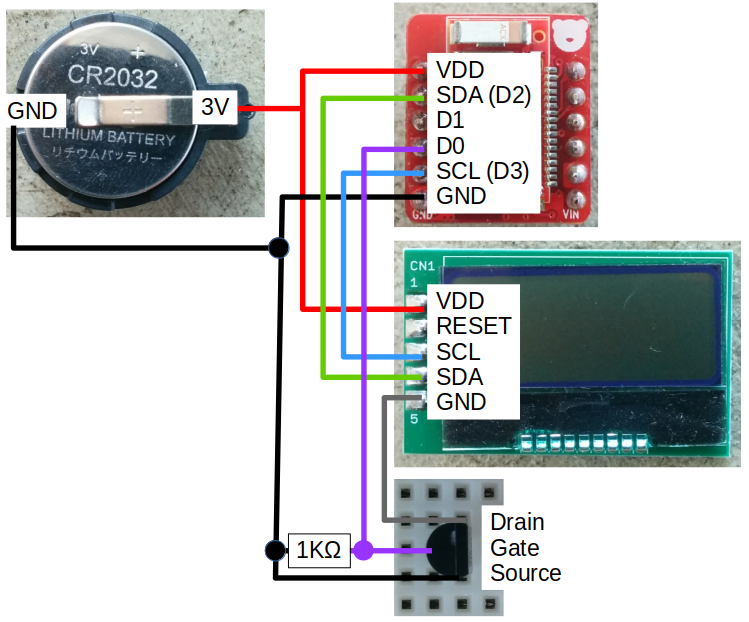 3V +
CR2032
GND
3V
LITHIUM BATTERY
リチウムバッテリー
VDD
SDA (D2)
D1
D0
SCL (D3)
GND
GND
VIN
CN1
1
VDD
RESET
SCL
SDA
GND
5
1KΩ
Drain
Gate
Source